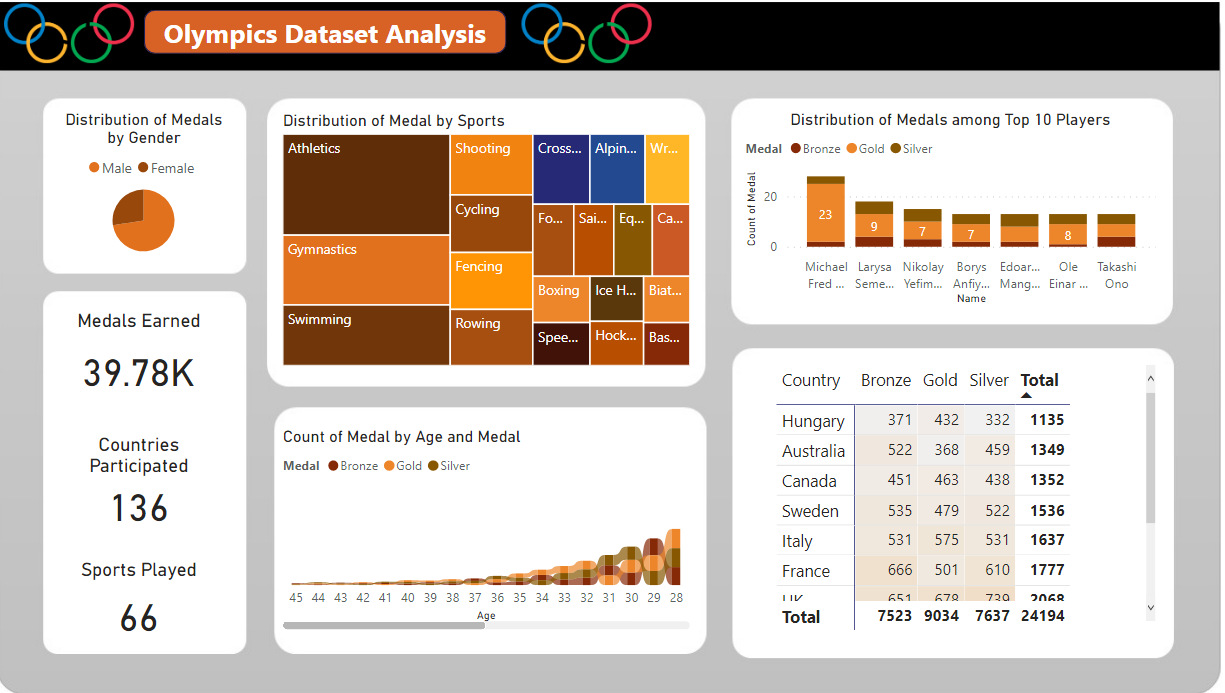 Olympics Dataset Analysis
Distribution of Medals
by Gender
Male Female
Medals Earned
39.78K
Countries
Participated
136
Sports Played
66
Distribution of Medal by Sports
Athletics
Gymnastics
Swimming
Shooting
Cycling
Fencing
Rowing
Cross...
Alpin...
Wr...
Fo...
Sai...
Eq...
Ca...
Boxing
Ice H...
Biat...
Spee...
Hock...
Bas...
Count of Medal by Age and Medal
Medal Bronze Gold Silver
45 44 43 42 41 40 39 38 37 36 35 34 33 32 31 30 29 28
Age
Distribution of Medals among Top 10 Players
Medal Bronze Gold Silver
Count of Medal
20
0
23
9
7
7
8
Michael Larysa Nikolay Borys Edoar... Ole Takashi
Fred ... Seme... Yefim... Anfiy... Mang... Einar ... Ono
Name
Country Bronze Gold Silver Total
Hungary 371 432 332 1135
Australia 522 368 459 1349
Canada 451 463 438 1352
Sweden 535 479 522 1536
Italy 531 575 531 1637
France 666 501 610 1777
UK 651 678 739 2068
Total 7523 9034 7637 24194